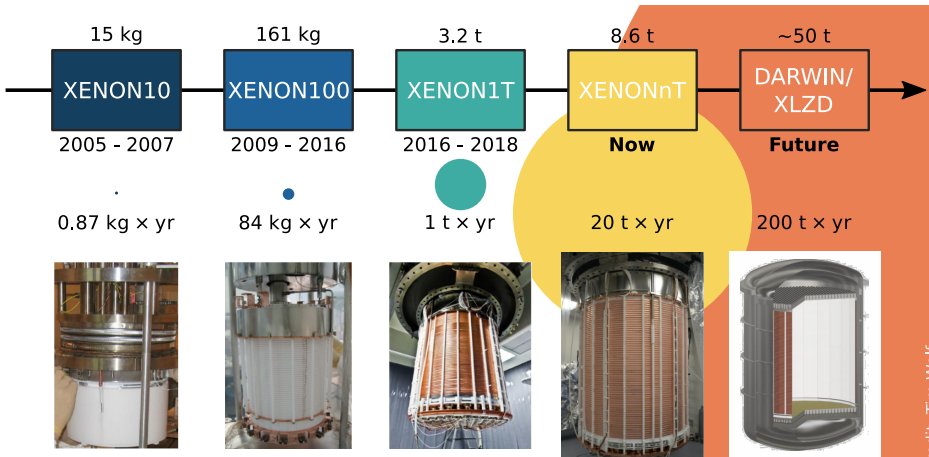 15 kg
161 kg
3.2 t
8.6 t
~50 t
XENON10
XENON100
XENON1T
XENONnT
DARWIN/
XLZD
2005 - 2007
2009 - 2016
2016 - 2018
Now
Future
0.87 kg × yr
84 kg × yr
1 t × yr
20 t × yr
200 t × yr